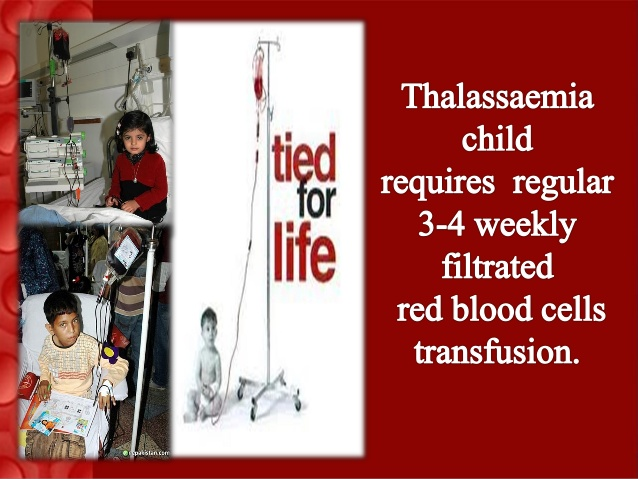 tied
for
life
Thalassaemia
child
requires regular
3-4 weekly
filtrated
red blood cells
transfusion.